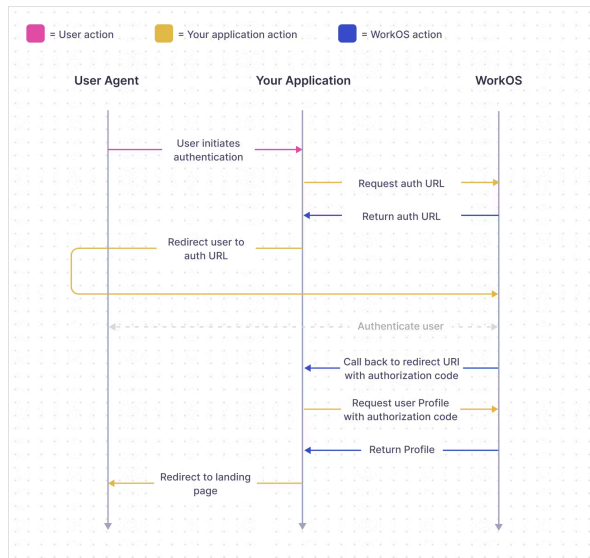 = User action
= Your application action
= WorkOS action
User Agent
Your Application
WorkOS
User initiates
authentication
Request auth URL
Return auth URL
Redirect user to
auth URL
Authenticate user
Call back to redirect URI
with authorization code
Request user Profile
with authorization code
Return Profile
Redirect to landing
page